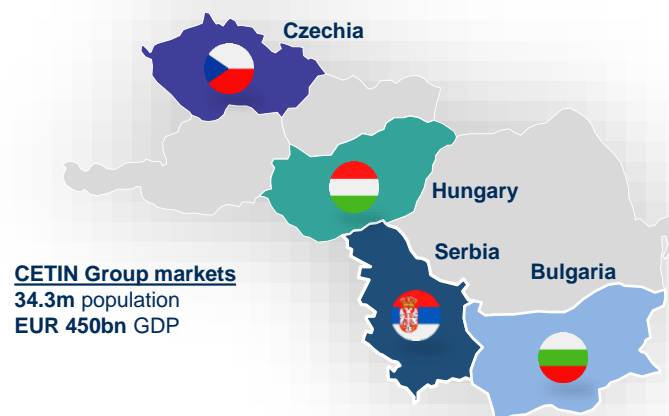 Czechia
Hungary
Serbia
Bulgaria
CETIN Group markets
34.3m population
EUR 450bn GDP